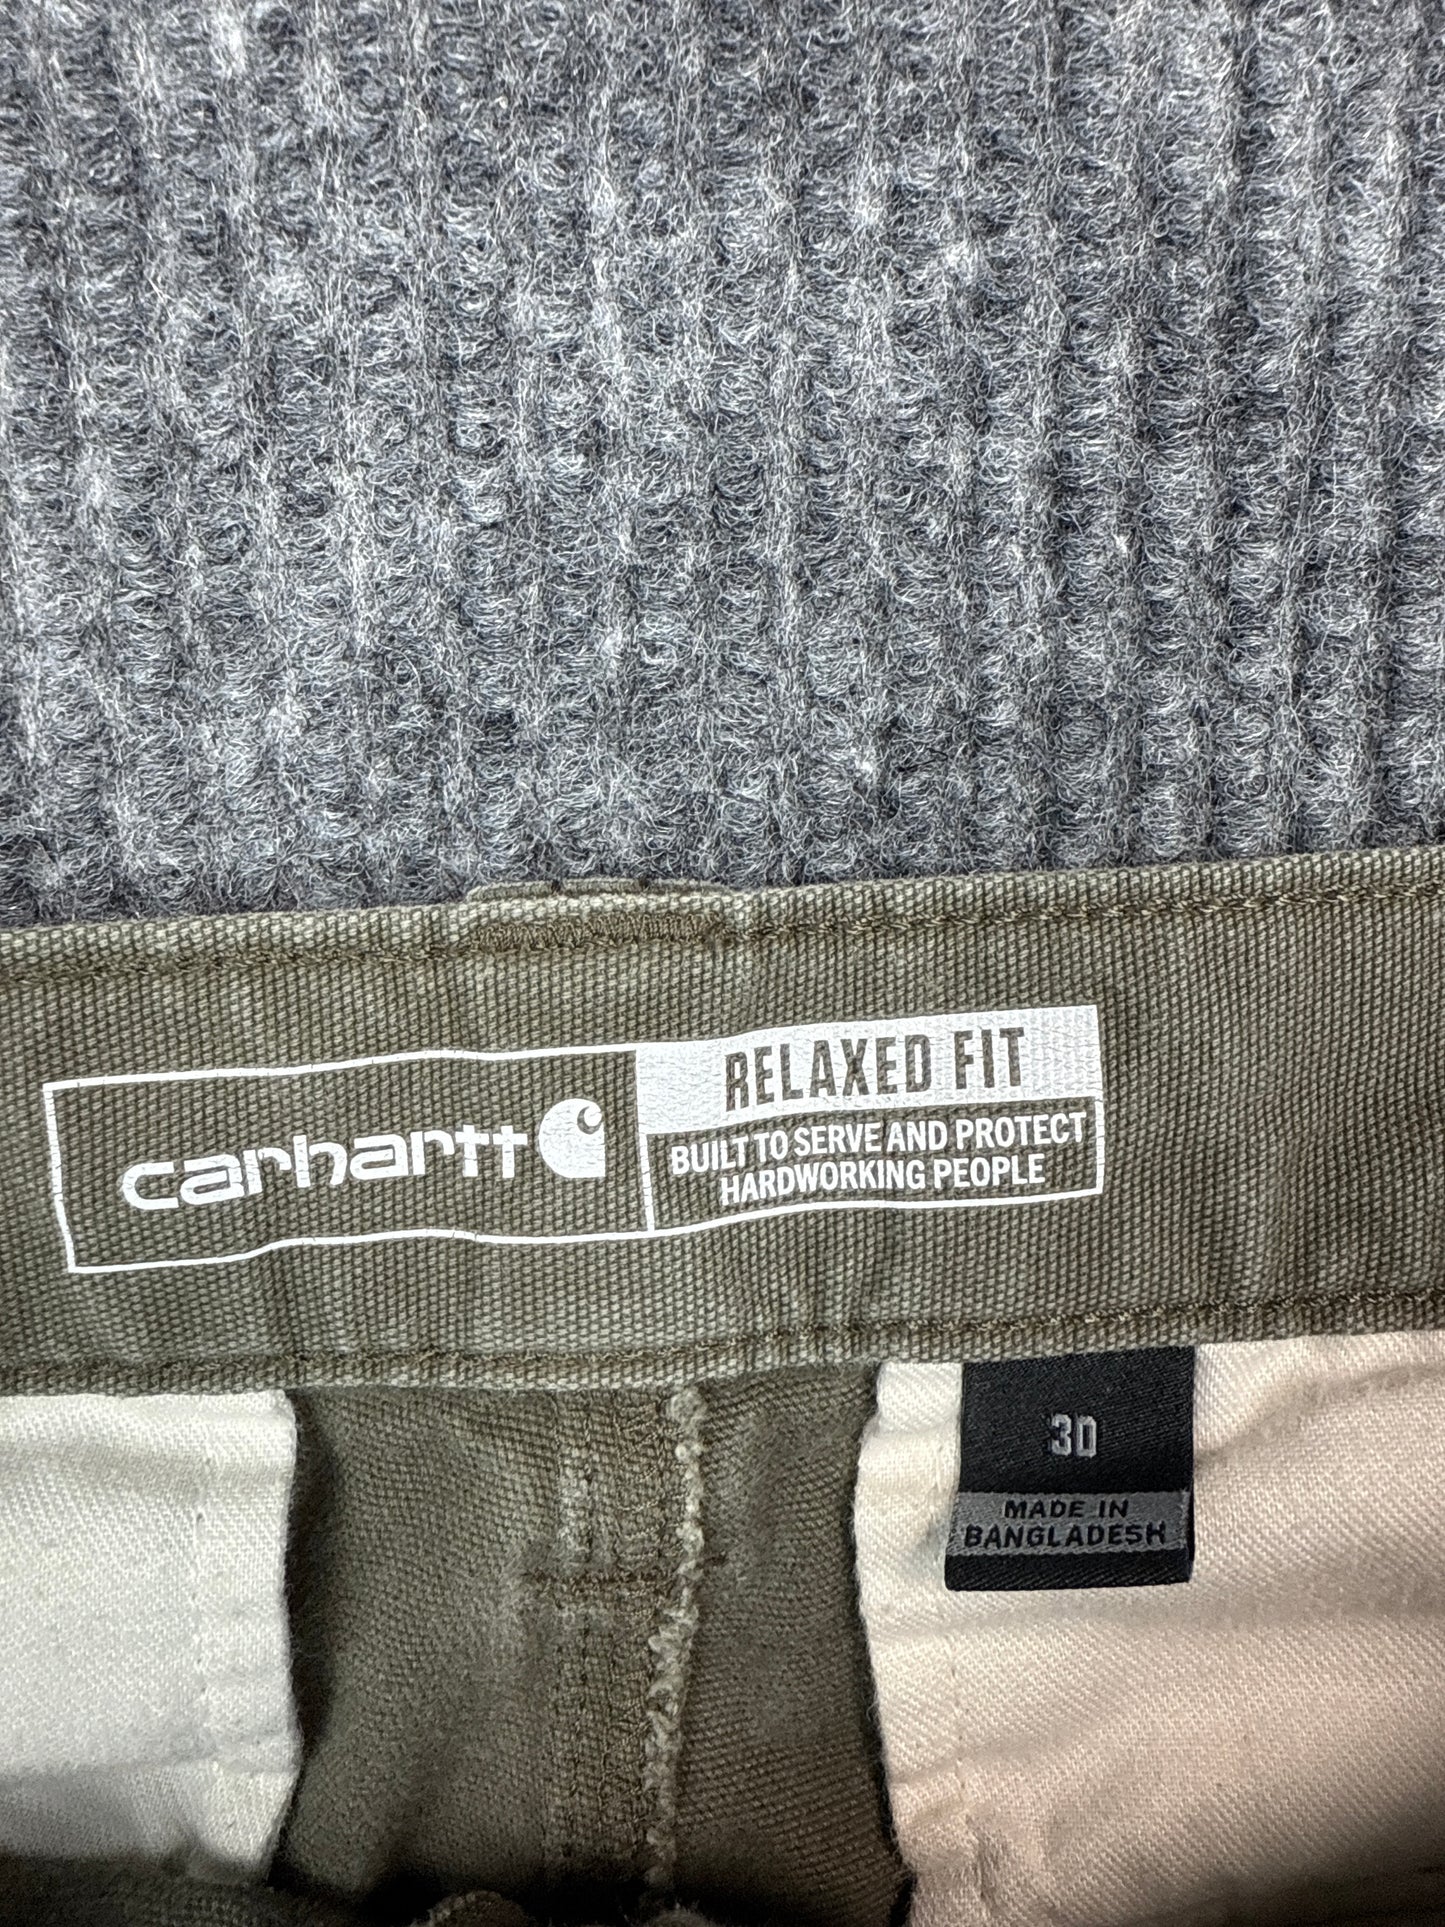 carhartt
RELAXED FIT
BUILT TO SERVE AND PROTECT
HARDWORKING PEOPLE
30
MADE IN
BANGLADESH